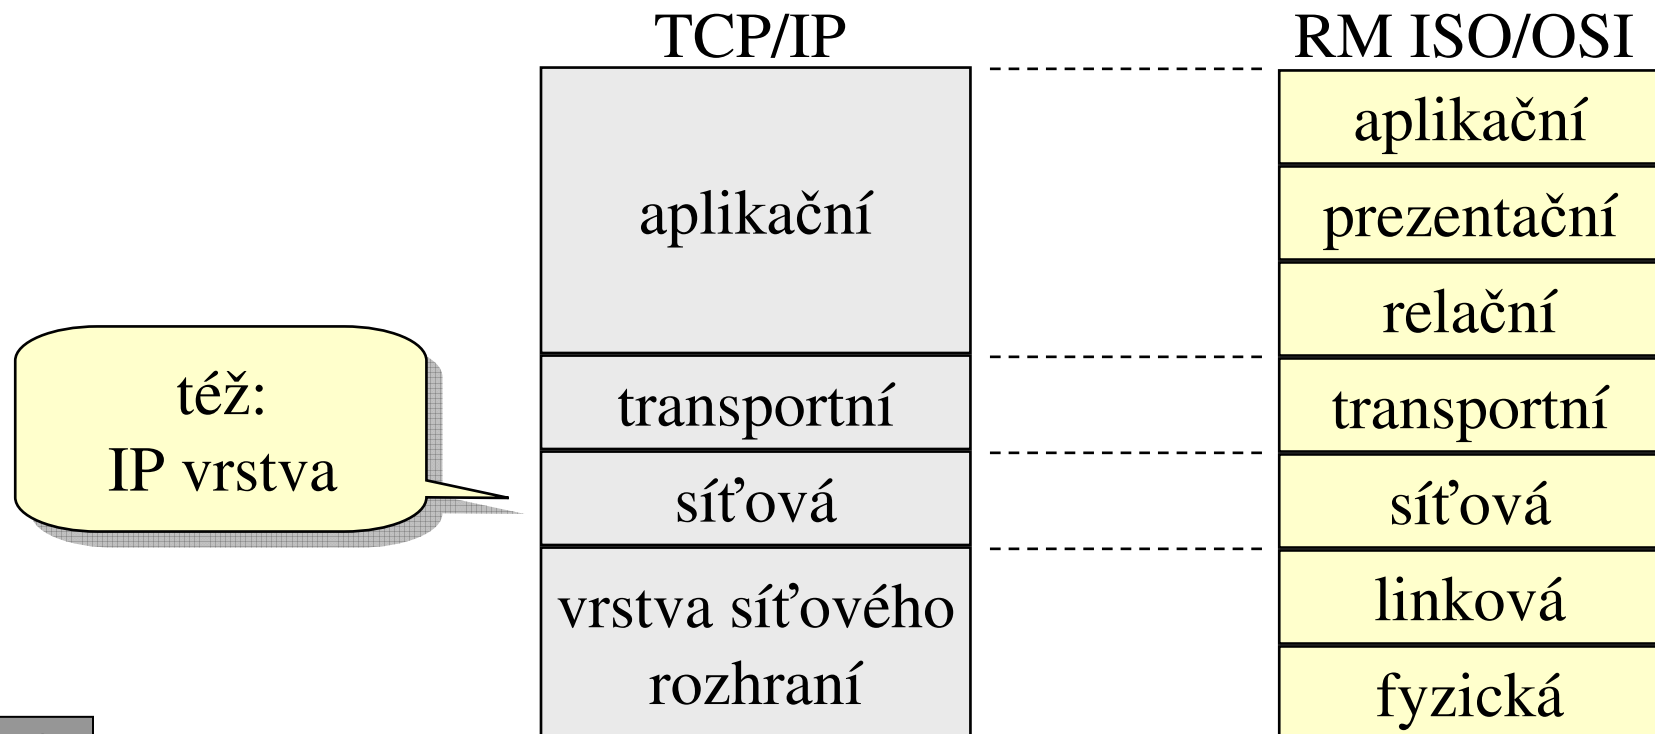 TCP/IP
RM ISO/OSI
aplikační
transportní
síťová
vrstva síťového
rozhraní
též:
IP vrstva
aplikační
prezentační
relační
transportní
síťová
linková
fyzická